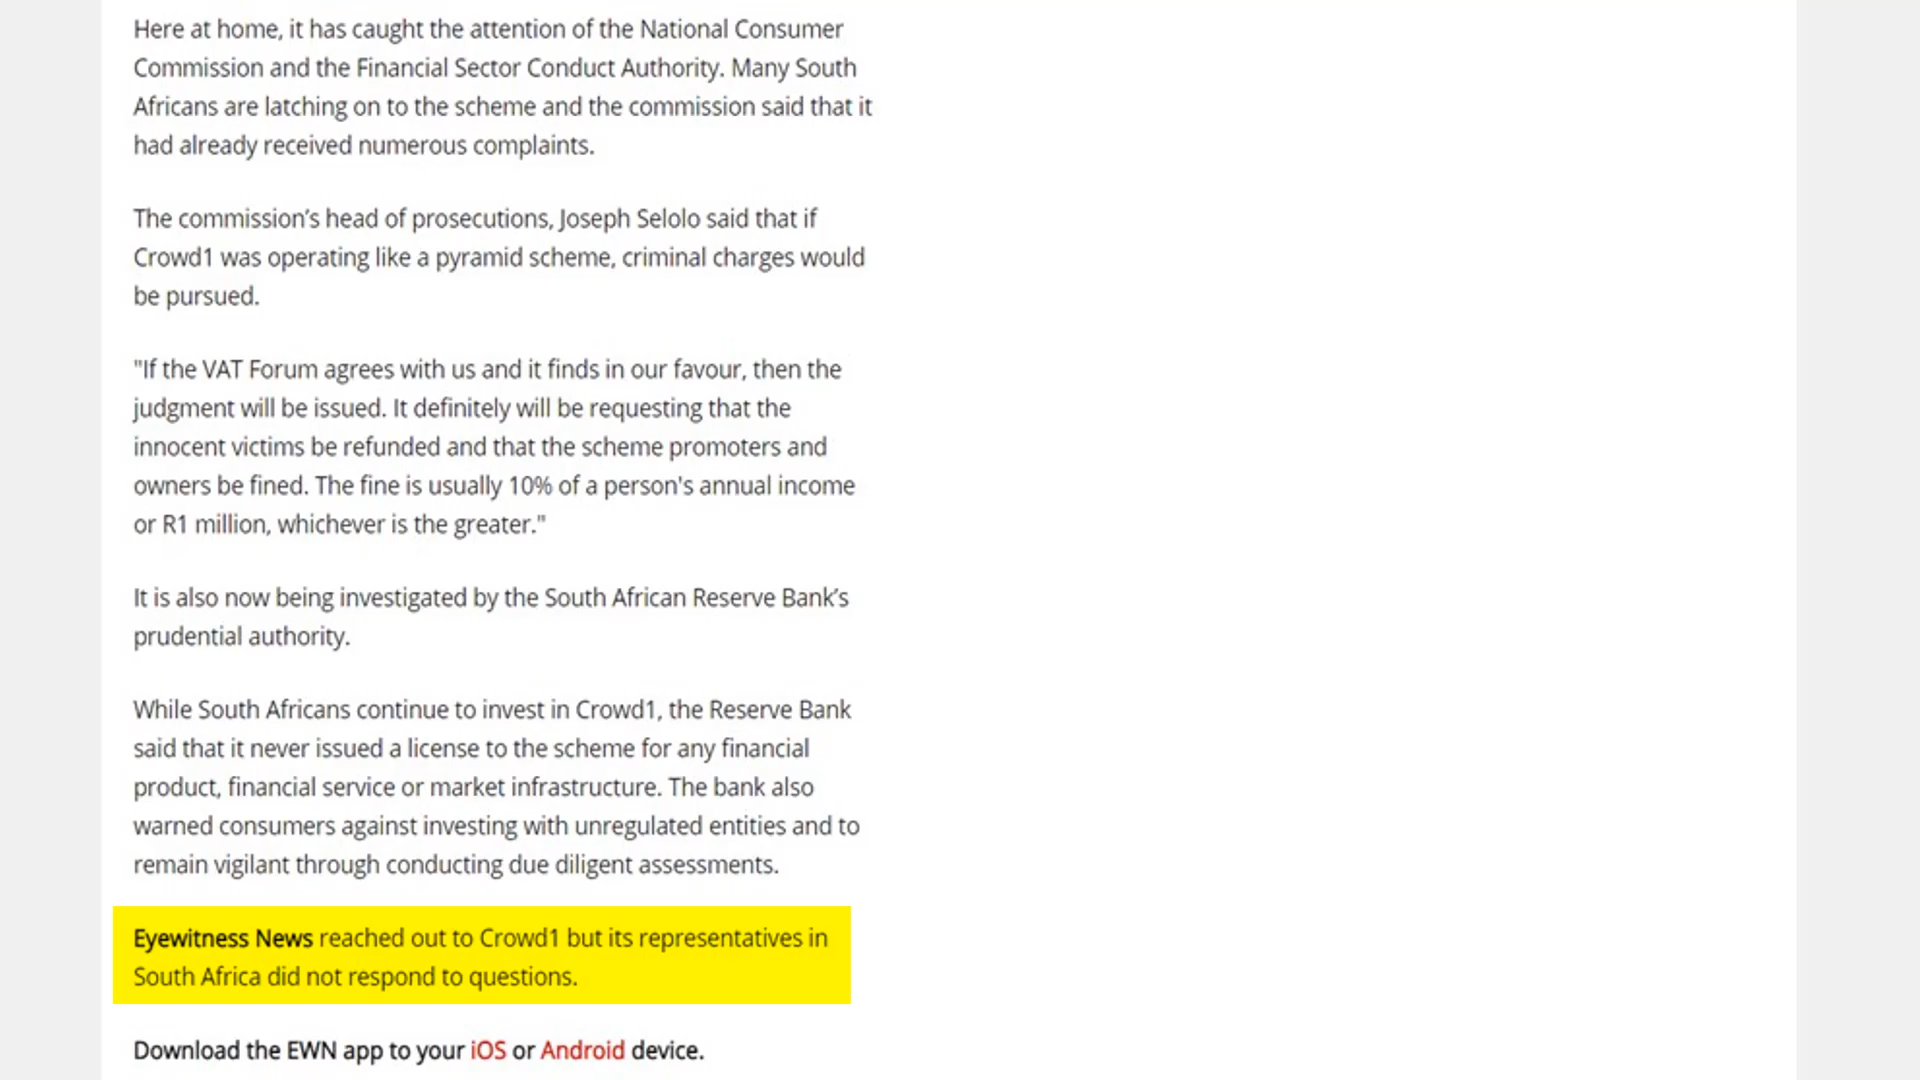 Here at home, it has caught the attention of the National Consumer
Commission and the Financial Sector Conduct Authority. Many South
Africans are latching on to the scheme and the commission said that it
had already received numerous complaints.
The commission’s head of prosecutions, Joseph Selolo said that if
Crowd1 was operating like a pyramid scheme, criminal charges would
be pursued.
"If the VAT Forum agrees with us and it finds in our favour, then the
judgment will be issued. It definitely will be requesting that the
innocent victims be refunded and that the scheme promoters and
owners be fined. The fine is usually 10% of a person's annual income
or R1 million, whichever is the greater."
It is also now being investigated by the South African Reserve Bank’s
prudential authority.
While South Africans continue to invest in Crowd1, the Reserve Bank
said that it never issued a license to the scheme for any financial
product, financial service or market infrastructure. The bank also
warned consumers against investing with unregulated entities and to
remain vigilant through conducting due diligent assessments.
Eyewitness News reached out to Crowd1 but its representatives in
South Africa did not respond to questions.
Download the EWN app to your iOS or Android device.